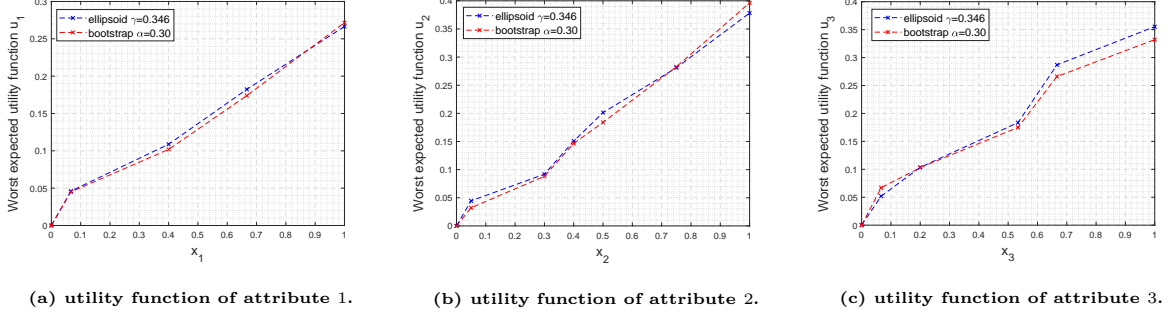 Worst expected utility function u1
0.3
0.25
0.2
0.15
0.1
0.05
0
ellipsoid γ=0.346
bootstrap α=0.30
0 0.1 0.2 0.3 0.4 0.5 0.6 0.7 0.8 0.9 1
x1
(a) utility function of attribute 1.
Worst expected utility function u2
0.4
0.35
0.3
0.25
0.2
0.15
0.1
0.05
0
ellipsoid γ=0.346
bootstrap α=0.30
0 0.1 0.2 0.3 0.4 0.5 0.6 0.7 0.8 0.9 1
x2
(b) utility function of attribute 2.
Worst expected utility function u3
0.4
0.35
0.3
0.25
0.2
0.15
0.1
0.05
0
ellipsoid γ=0.346
bootstrap α=0.30
0 0.1 0.2 0.3 0.4 0.5 0.6 0.7 0.8 0.9 1
x3
(c) utility function of attribute 3.